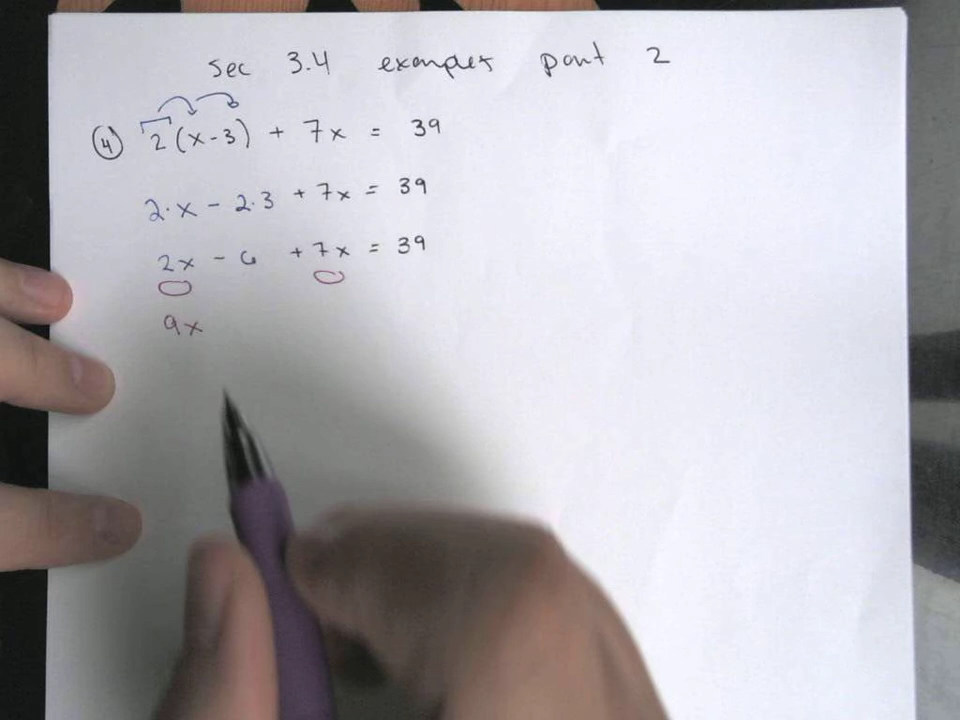 Sec 3.4 examples part 2
4 2(x-3) + 7x = 39
2·x - 2·3 + 7x = 39
2x - 6 + 7x = 39
9x